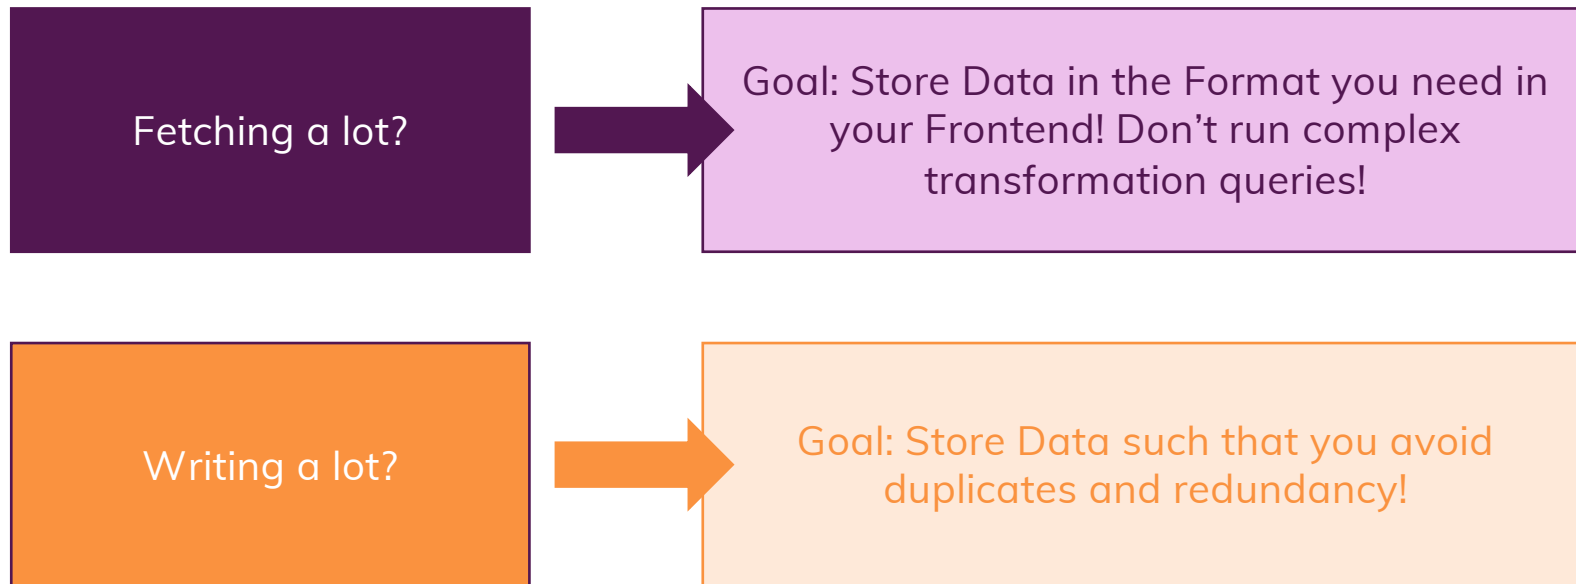 Fetching a lot?
Goal: Store Data in the Format you need in
your Frontend! Don’t run complex
transformation queries!
Writing a lot?
Goal: Store Data such that you avoid
duplicates and redundancy!